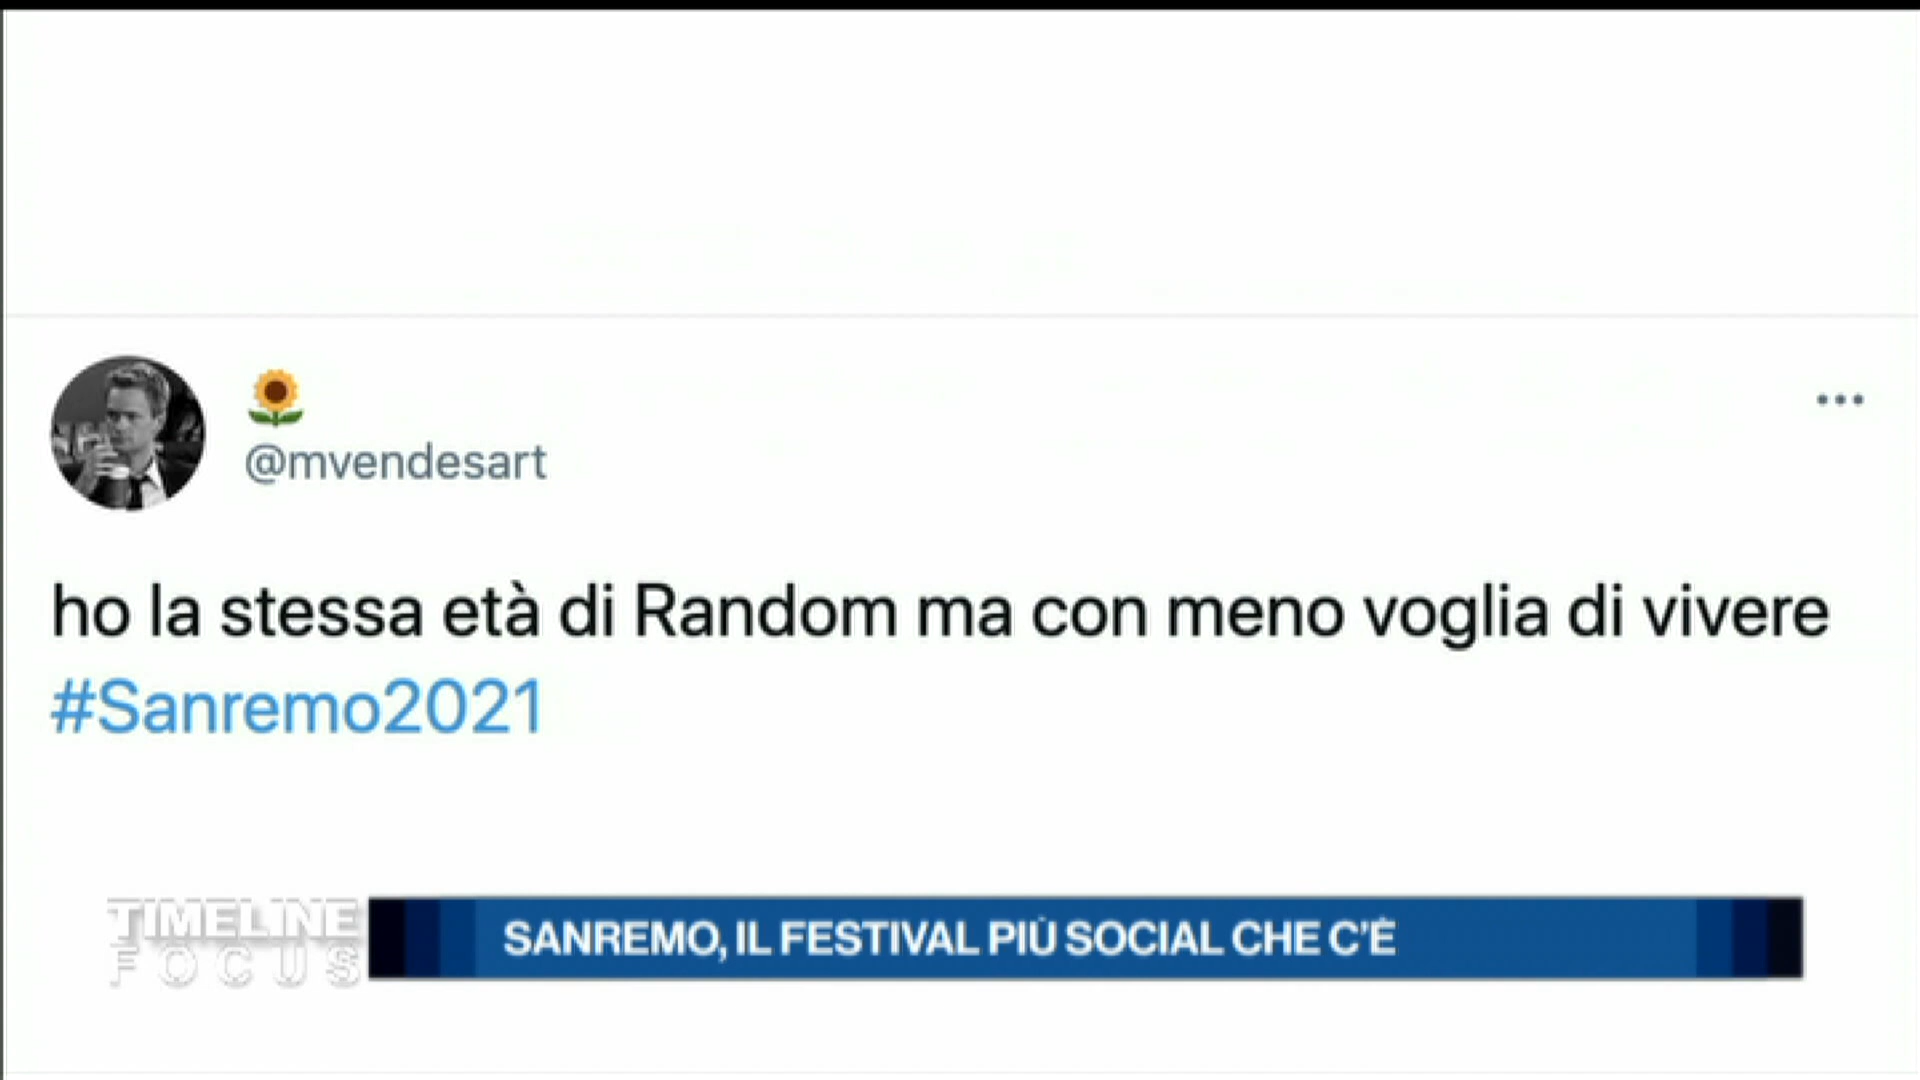 @mvendesart
ho la stessa età di Random ma con meno voglia di vivere
#Sanremo2021
TIMELINE
FOCUS
SANREMO, IL FESTIVAL PIÙ SOCIAL CHE C'È